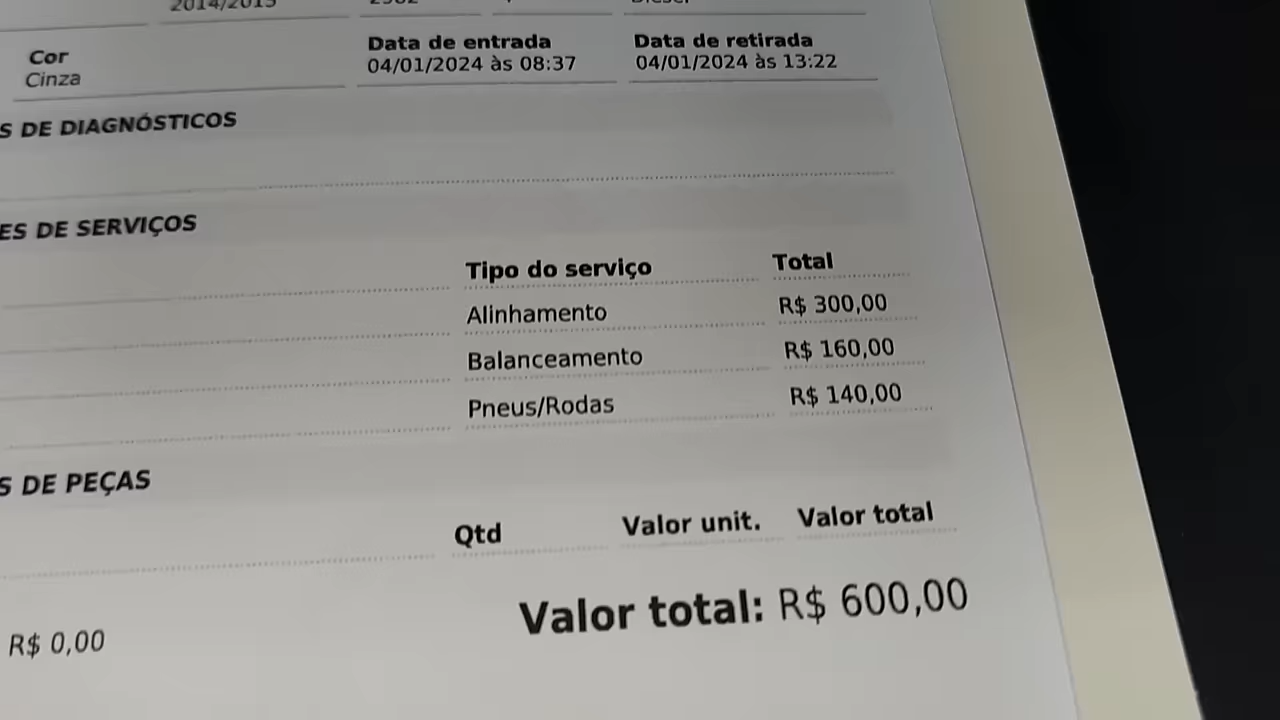 2014/2015
Cor
Cinza
Data de entrada
04/01/2024 às 08:37
Data de retirada
04/01/2024 às 13:22
S DE DIAGNÓSTICOS
ES DE SERVIÇOS
Tipo do serviço Total
Alinhamento R$ 300,00
Balanceamento R$ 160,00
Pneus/Rodas R$ 140,00
S DE PEÇAS
Qtd Valor unit. Valor total
Valor total: R$ 600,00
R$ 0,00